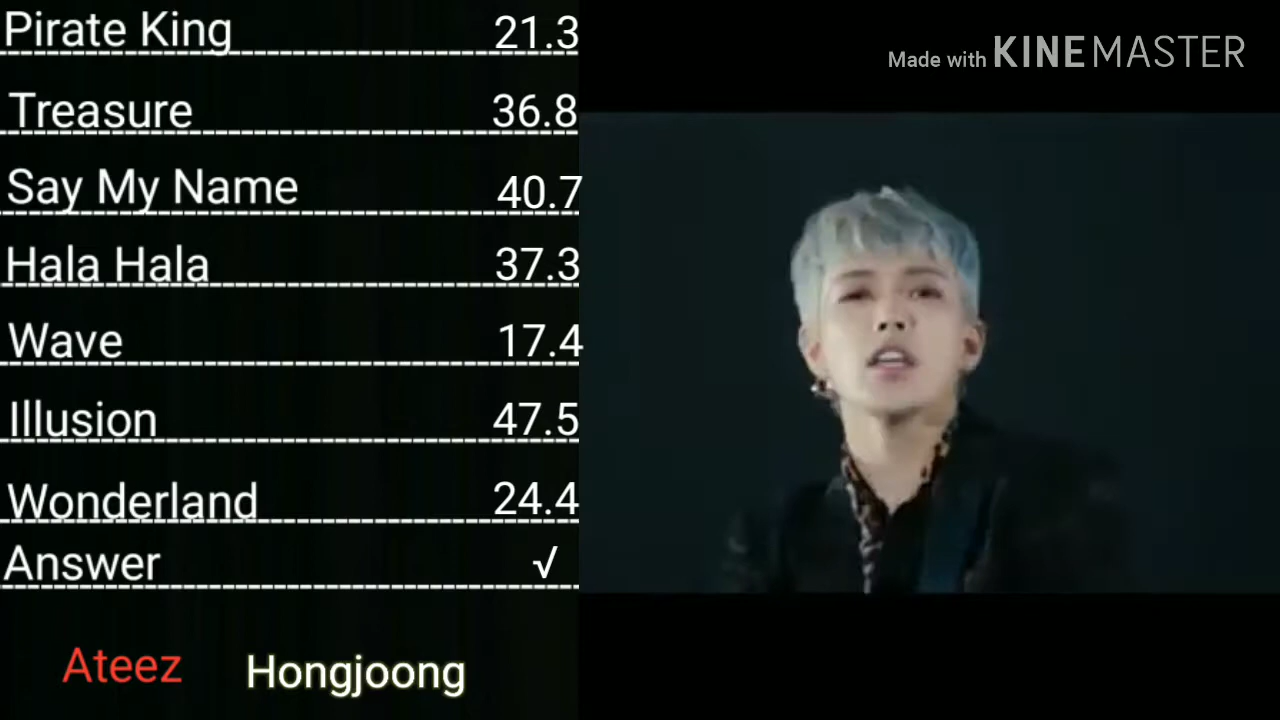 Pirate King 21.3
Treasure 36.8
Say My Name 40.7
Hala Hala 37.3
Wave 17.4
Illusion 47.5
Wonderland 24.4
Answer √
Ateez Hongjoong
Made with KINEMASTER